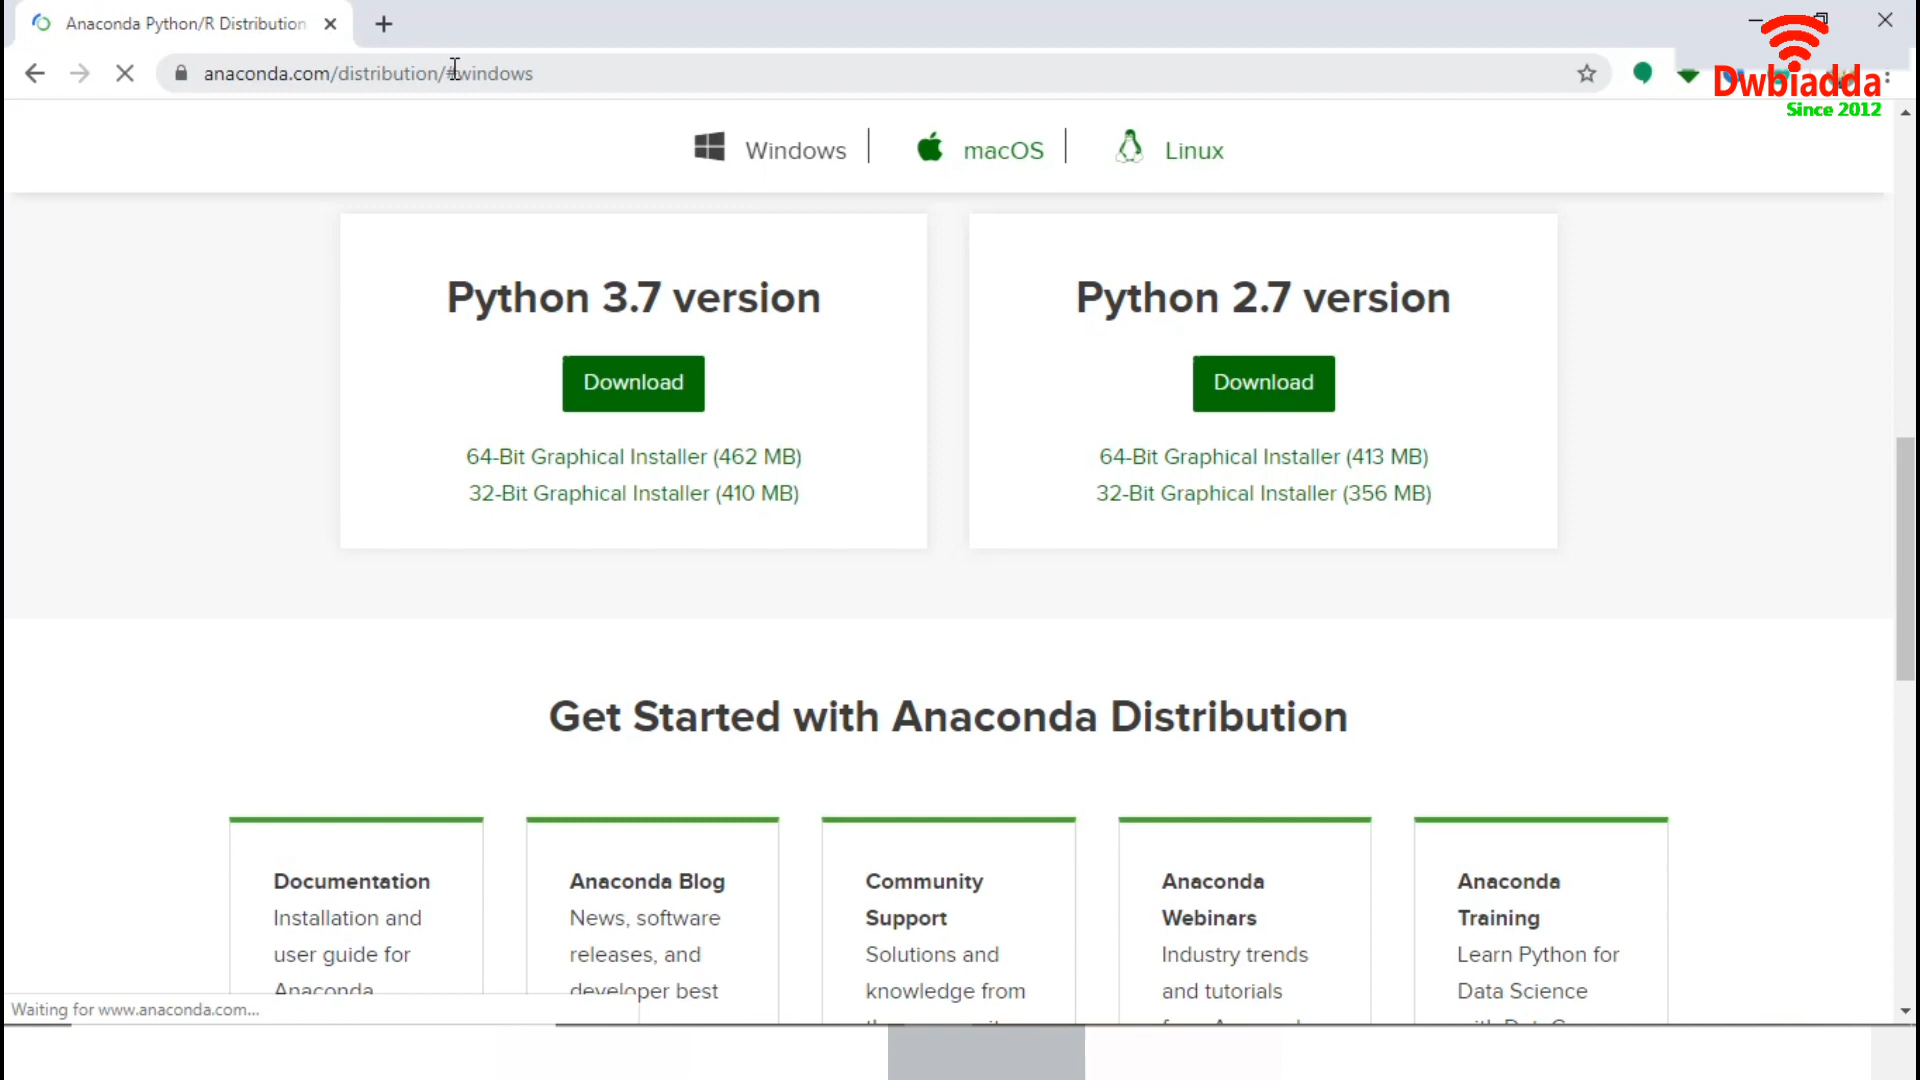 Anaconda Python/R Distribution
anaconda.com/distribution/#windows
Dwbiadda
Since 2012
Windows
macOS
Linux
Python 3.7 version
Download
64-Bit Graphical Installer (462 MB)
32-Bit Graphical Installer (410 MB)
Python 2.7 version
Download
64-Bit Graphical Installer (413 MB)
32-Bit Graphical Installer (356 MB)
Get Started with Anaconda Distribution
Documentation
Installation and
user guide for
Anaconda
Anaconda Blog
News, software
releases, and
developer best
Community
Support
Solutions and
knowledge from
Anaconda
Webinars
Industry trends
and tutorials
Anaconda
Training
Learn Python for
Data Science
Waiting for www.anaconda.com...